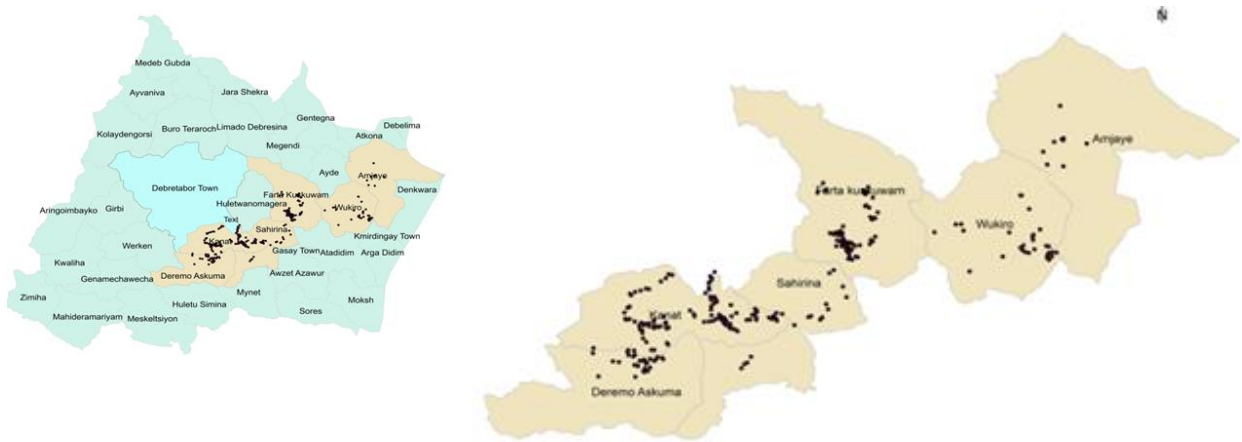 Medeb Gubda
Ayvaniva
Jara Shekra
Gentegna
Kolaydengorsi
Buro Teraroch
Limado Debresina
Debelima
Atkona
Megendi
Ayde
Amjaye
Debretabor Town
Denkwara
Farta Kuskuwam
Huletwanomagera
Aringoimbayko
Girbi
Wukiro
Text
Sahirina
Kanat
Werken
Kmirdingay Town
Gasay Town
Atadidim
Arga Didim
Kwaliha
Genamechawecha
Deremo Askuma
Awzet Azawur
Zimiha
Mynet
Huletu Simina
Moksh
Mahideramariyam
Meskeltsiyon
Sores
N
Amjaye
Farta kuskuwam
Wukiro
Sahirina
Kanat
Deremo Askuma